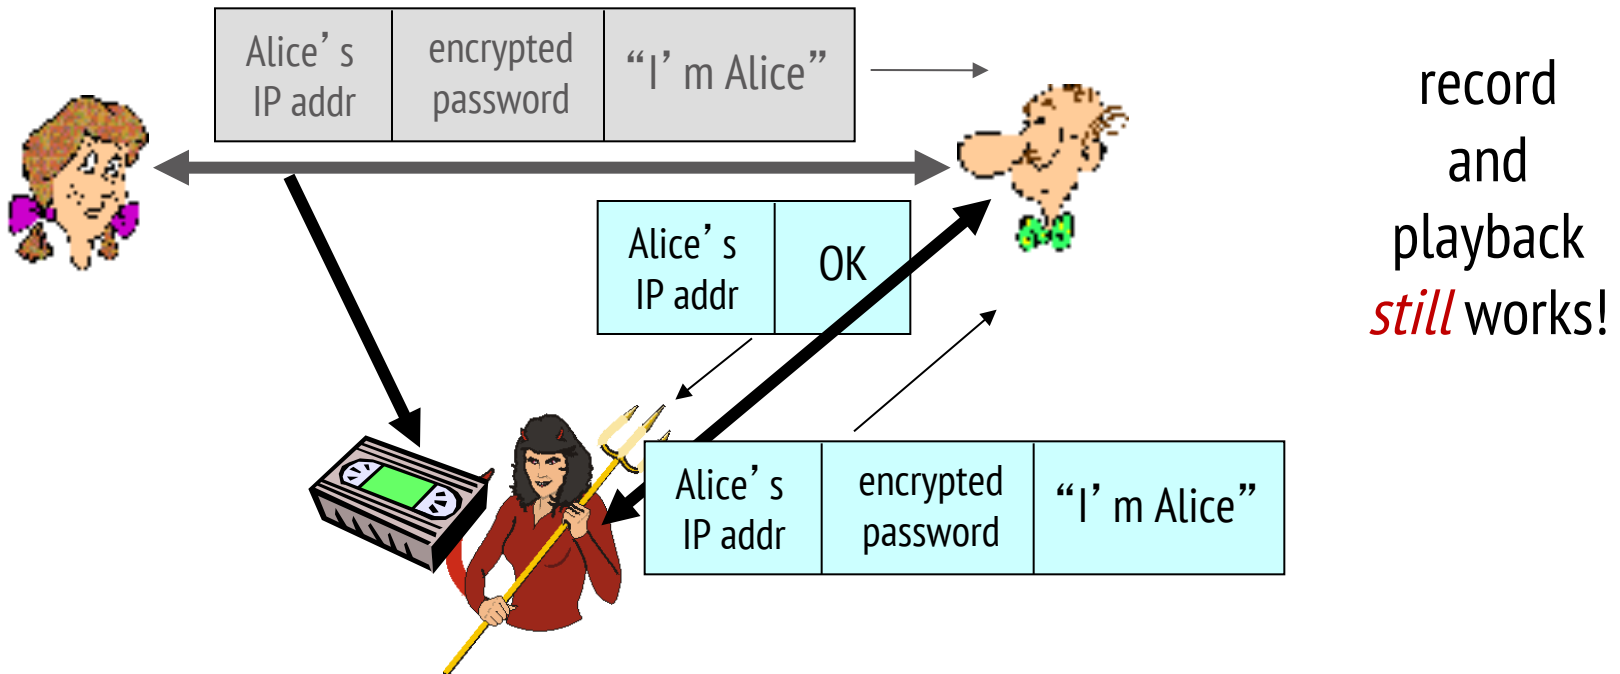 Alice’s
IP addr
encrypted
password
“I’m Alice”
record
and
playback
still works!
Alice’s
IP addr
OK
Alice’s
IP addr
encrypted
password
“I’m Alice”